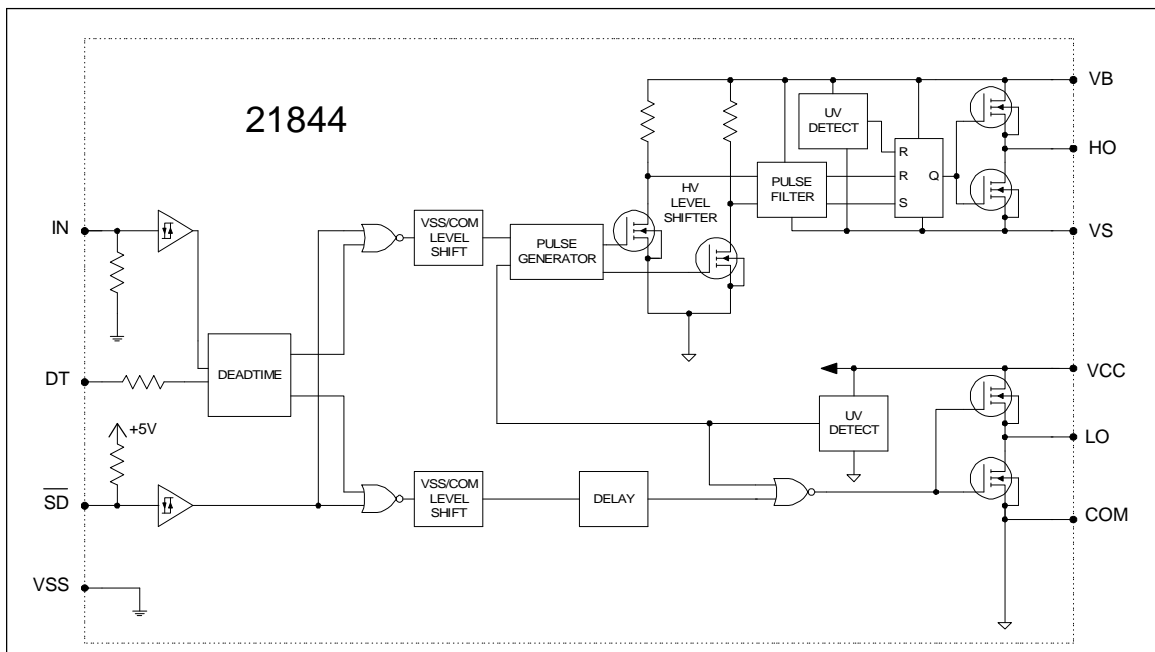 21844
VB
UV
DETECT
R
R
S
Q
HO
PULSE
FILTER
HV
LEVEL
SHIFTER
VS
IN
VSS/COM
LEVEL
SHIFT
PULSE
GENERATOR
DEADTIME
DT
+5V
SD
VCC
UV
DETECT
LO
VSS/COM
LEVEL
SHIFT
DELAY
COM
VSS